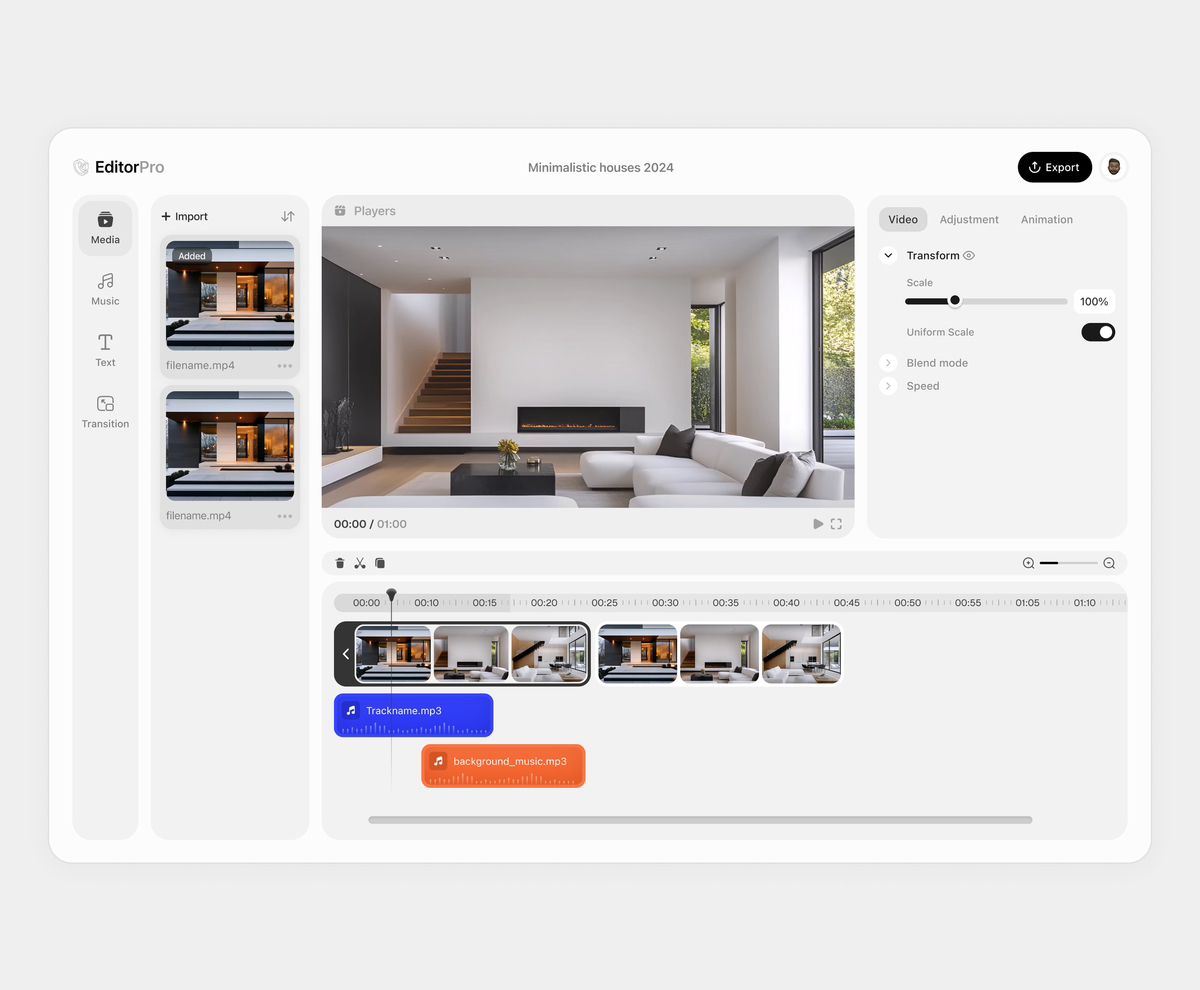 EditorPro
Minimalistic houses 2024
Export
Media
Music
Text
Transition
Import
Added
filename.mp4
filename.mp4
Players
00:00 / 01:00
Video Adjustment Animation
Transform
Scale
100%
Uniform Scale
Blend mode
Speed
00:00 00:10 00:15 00:20 00:25 00:30 00:35 00:40 00:45 00:50 00:55 01:05 01:10
Trackname.mp3
background_music.mp3